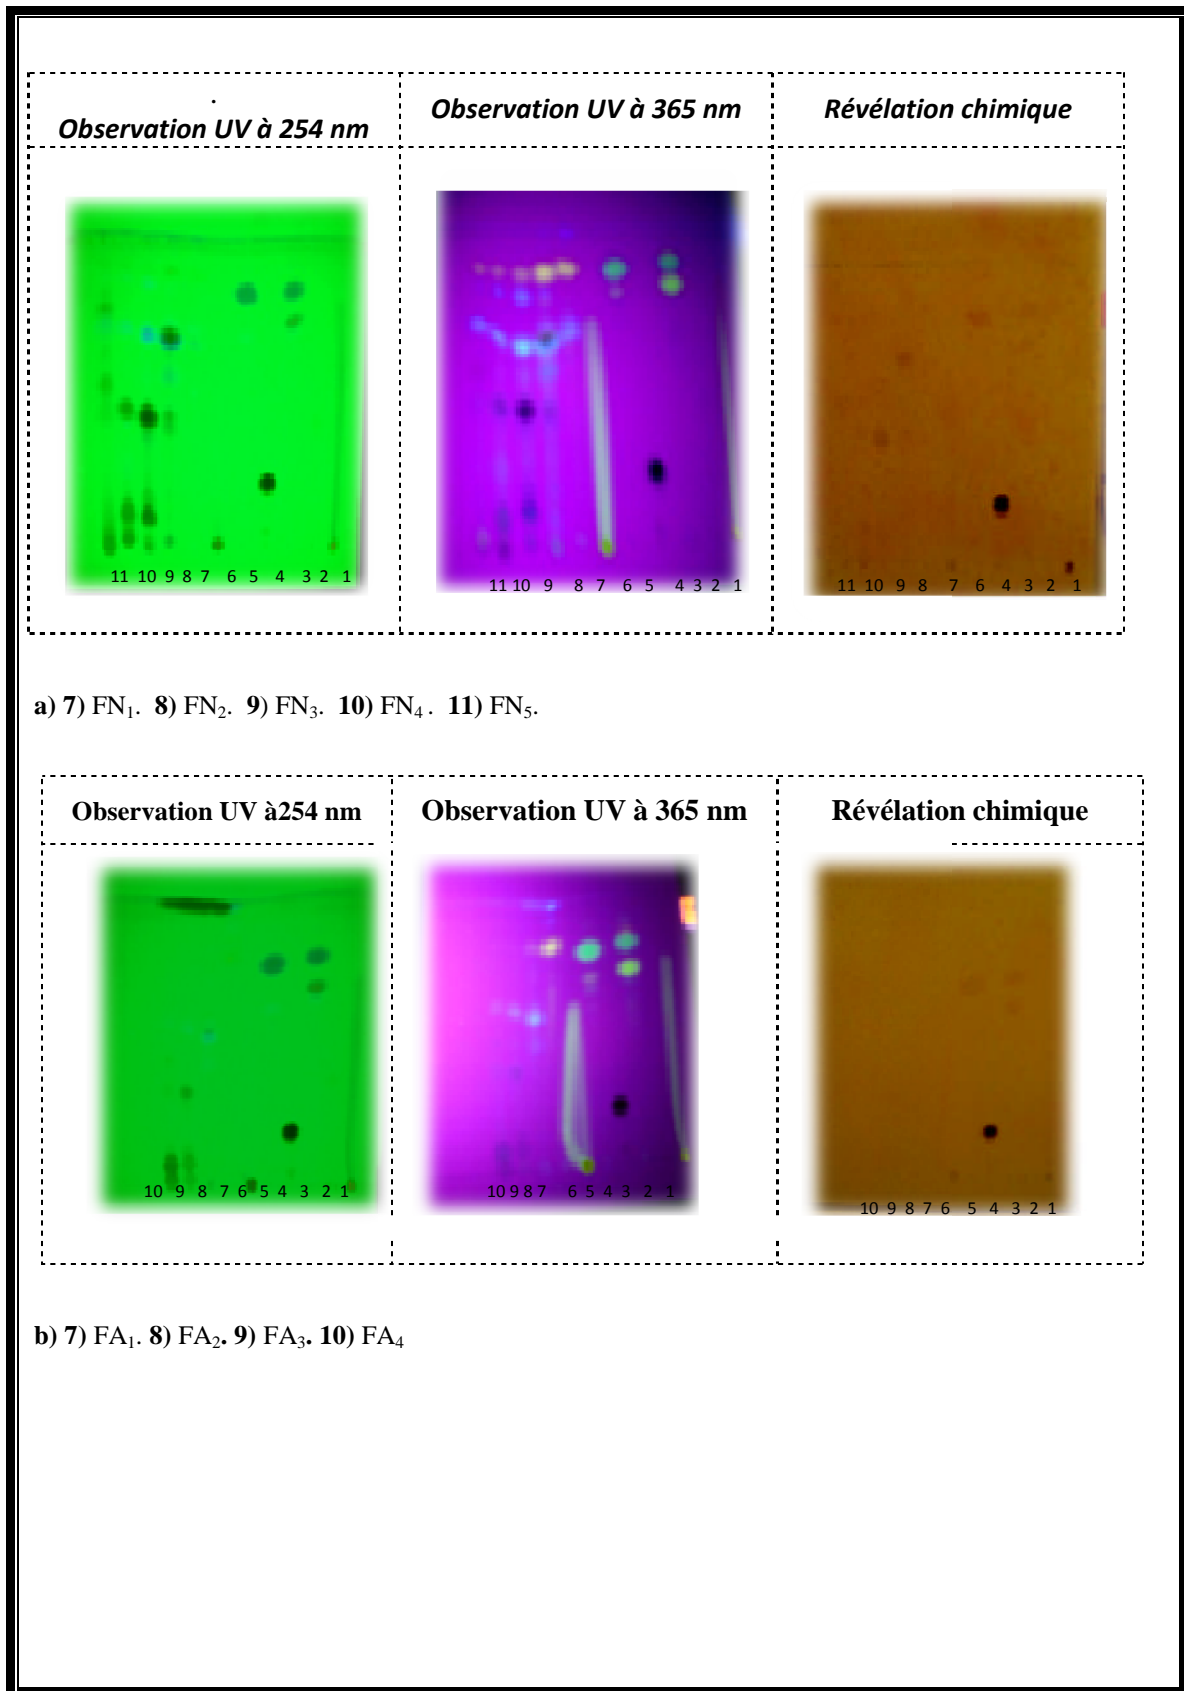 .
Observation UV à 254 nm
Observation UV à 365 nm
Révélation chimique
11 10 9 8 7 6 5 4 3 2 1
11 10 9 8 7 6 5 4 3 2 1
11 10 9 8 7 6 4 3 2 1
a) 7) FN₁. 8) FN₂. 9) FN₃. 10) FN₄ . 11) FN₅.
Observation UV à254 nm
Observation UV à 365 nm
Révélation chimique
10 9 8 7 6 5 4 3 2 1
10 9 8 7 6 5 4 3 2 1
10 9 8 7 6 5 4 3 2 1
b) 7) FA₁. 8) FA₂. 9) FA₃. 10) FA₄